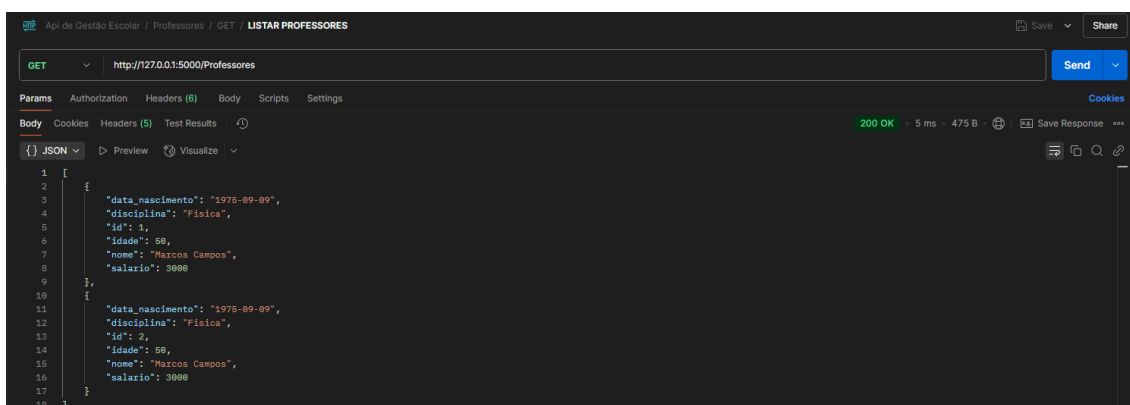 HTTP Api de Gestão Escolar / Professores / GET / LISTAR PROFESSORES Save Share
GET http://127.0.0.1:5000/Professores Send
Params Authorization Headers (6) Body Scripts Settings Cookies
Body Cookies Headers (5) Test Results 200 OK • 5 ms • 475 B • e.g. Save Response
{} JSON Preview Visualize
1 [
2 {
3 "data_nascimento": "1975-09-09",
4 "disciplina": "Fisica",
5 "id": 1,
6 "idade": 50,
7 "nome": "Marcos Campos",
8 "salario": 3000
9 },
10 {
11 "data_nascimento": "1975-09-09",
12 "disciplina": "Fisica",
13 "id": 2,
14 "idade": 50,
15 "nome": "Marcos Campos",
16 "salario": 3000
17 }
18 ]